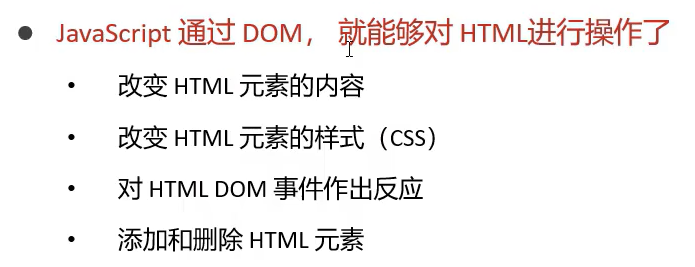 ● JavaScript 通过 DOM， 就能够对 HTML进行操作了
• 改变 HTML 元素的内容
• 改变 HTML 元素的样式（CSS）
• 对 HTML DOM 事件作出反应
• 添加和删除 HTML 元素